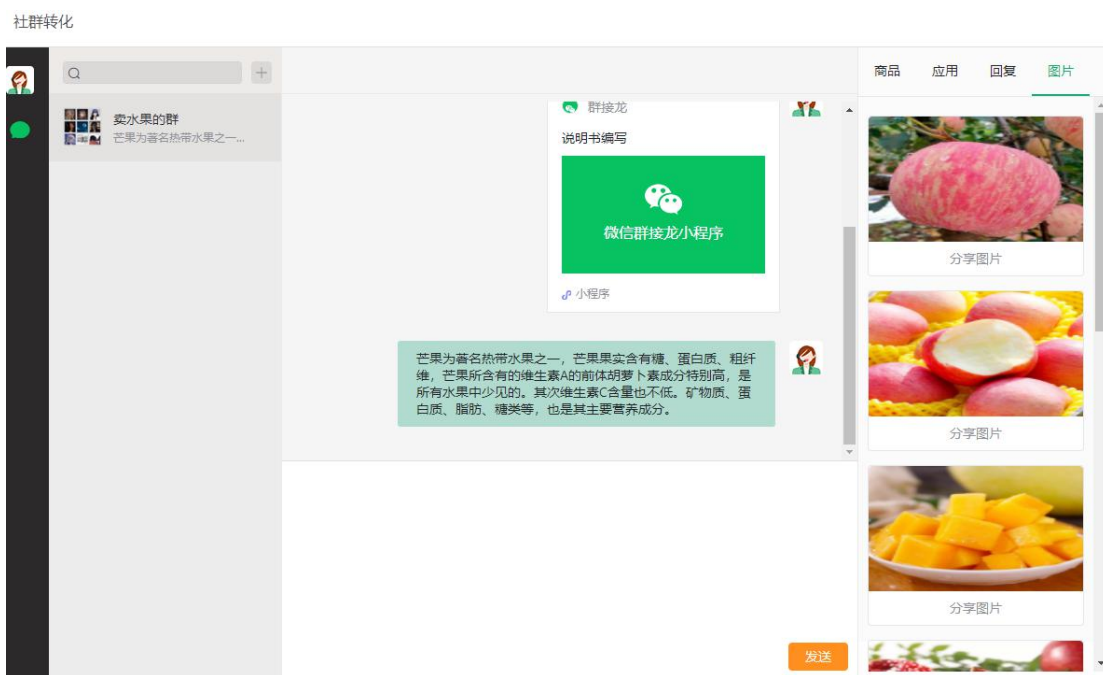 社群转化
卖水果的群
芒果为著名热带水果之一...
群接龙
说明书编写
微信群接龙小程序
小程序
芒果为著名热带水果之一，芒果果实含有糖、蛋白质、粗纤
维，芒果所含有的维生素A的前体胡萝卜素成分特别高，是
所有水果中少见的。其次维生素C含量也不低。矿物质、蛋
白质、脂肪、糖类等，也是其主要营养成分。
发送
商品 应用 回复 图片
分享图片
分享图片
分享图片